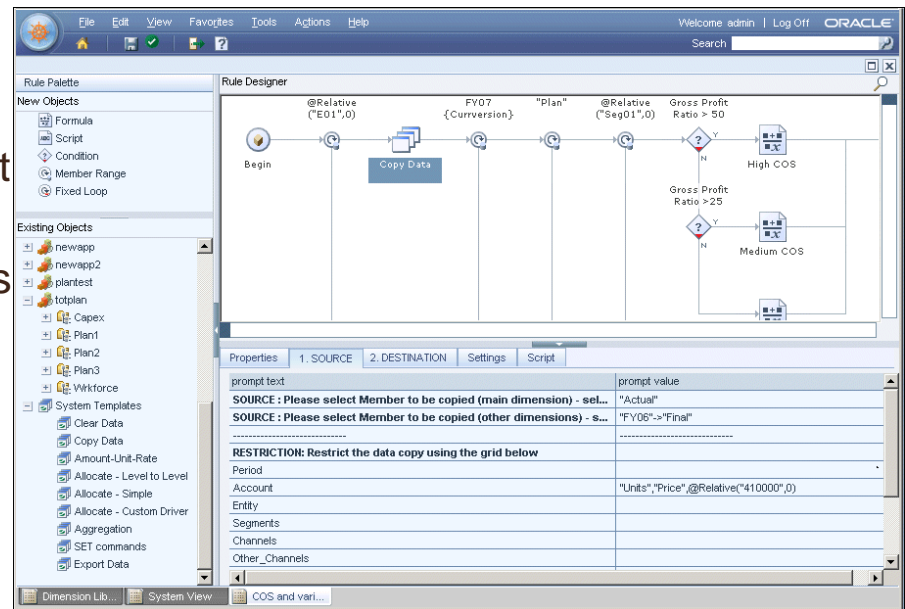 File Edit View Favorites Tools Actions Help
Welcome admin | Log Off ORACLE
Search
Rule Palette
New Objects
Formula
Script
Condition
Member Range
Fixed Loop
t
Existing Objects
newapp
newapp2
s
plantest
totplan
Capex
Plan1
Plan2
Plan3
Wrkforce
System Templates
Clear Data
Copy Data
Amount-Unit-Rate
Allocate - Level to Level
Allocate - Simple
Allocate - Custom Driver
Aggregation
SET commands
Export Data
Rule Designer
@Relative FY07 "Plan" @Relative Gross Profit
("E01",0) {Currversion} ("Seg01",0) Ratio > 50
Y
Begin Copy Data N High COS
Gross Profit
Ratio >25
Y
N Medium COS
Properties 1. SOURCE 2. DESTINATION Settings Script
prompt text prompt value
SOURCE : Please select Member to be copied (main dimension) - sel... "Actual"
SOURCE : Please select Member to be copied (other dimensions) - s... "FY06"->"Final"
---------------------------- ----------------------------
RESTRICTION: Restrict the data copy using the grid below
Period
Account "Units","Price",@Relative("410000",0)
Entity
Segments
Channels
Other_Channels
Dimension Lib... System View COS and vari...